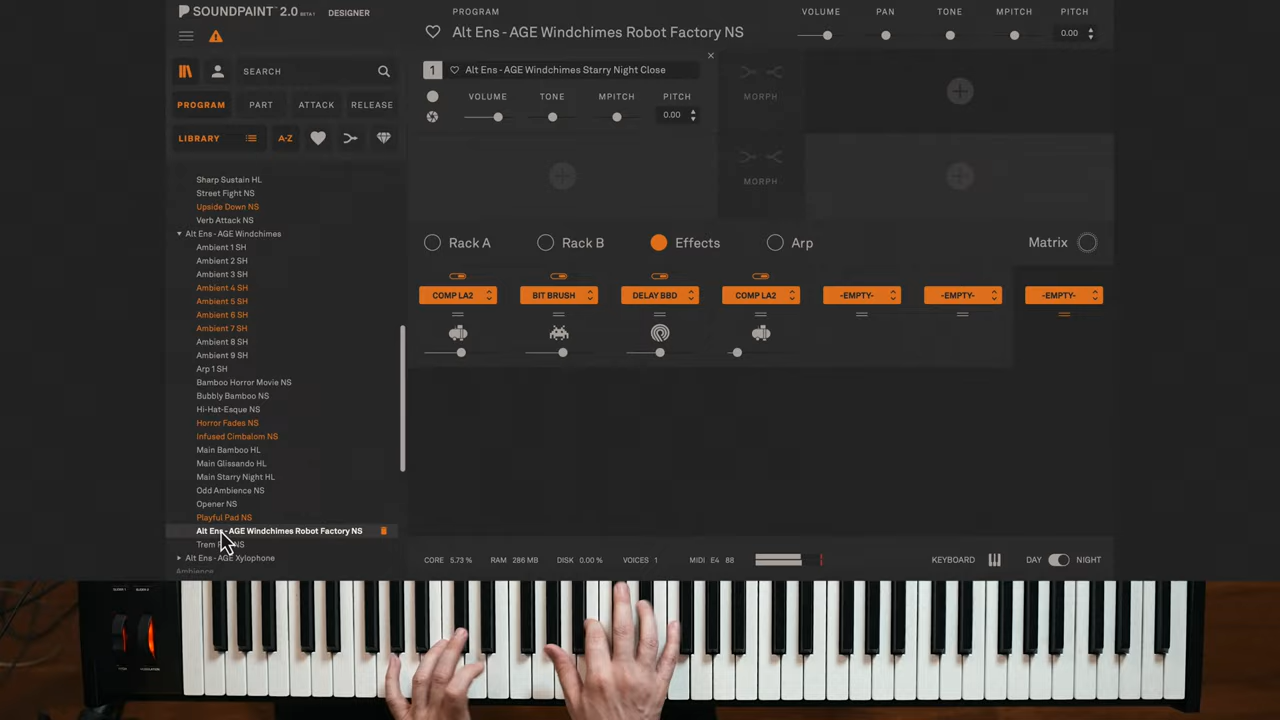 SOUNDPAINT 2.0
BETA 1
DESIGNER
PROGRAM
Alt Ens - AGE Windchimes Robot Factory NS
VOLUME
PAN
TONE
MPITCH
PITCH
0.00
SEARCH
PROGRAM
PART
ATTACK
RELEASE
LIBRARY
A-Z
1
Alt Ens - AGE Windchimes Starry Night Close
VOLUME
TONE
MPITCH
PITCH
0.00
MORPH
MORPH
Sharp Sustain HL
Street Fight NS
Upside Down NS
Verb Attack NS
Alt Ens - AGE Windchimes
Ambient 1 SH
Ambient 2 SH
Ambient 3 SH
Ambient 4 SH
Ambient 5 SH
Ambient 6 SH
Ambient 7 SH
Ambient 8 SH
Ambient 9 SH
Arp 1 SH
Bamboo Horror Movie NS
Bubbly Bamboo NS
Hi-Hat-Esque NS
Horror Fades NS
Infused Cimbalom NS
Main Bamboo HL
Main Glissando HL
Main Starry Night HL
Odd Ambience NS
Opener NS
Playful Pad NS
Alt Ens - AGE Windchimes Robot Factory NS
Trem
NS
Alt Ens - AGE Xylophone
Ambience
Rack A
Rack B
Effects
Arp
Matrix
COMP LA2
BIT BRUSH
DELAY BBD
COMP LA2
-EMPTY-
-EMPTY-
-EMPTY-
CORE 5.73 %
RAM 286 MB
DISK 0.00 %
VOICES 1
MIDI E4 88
KEYBOARD
DAY
NIGHT